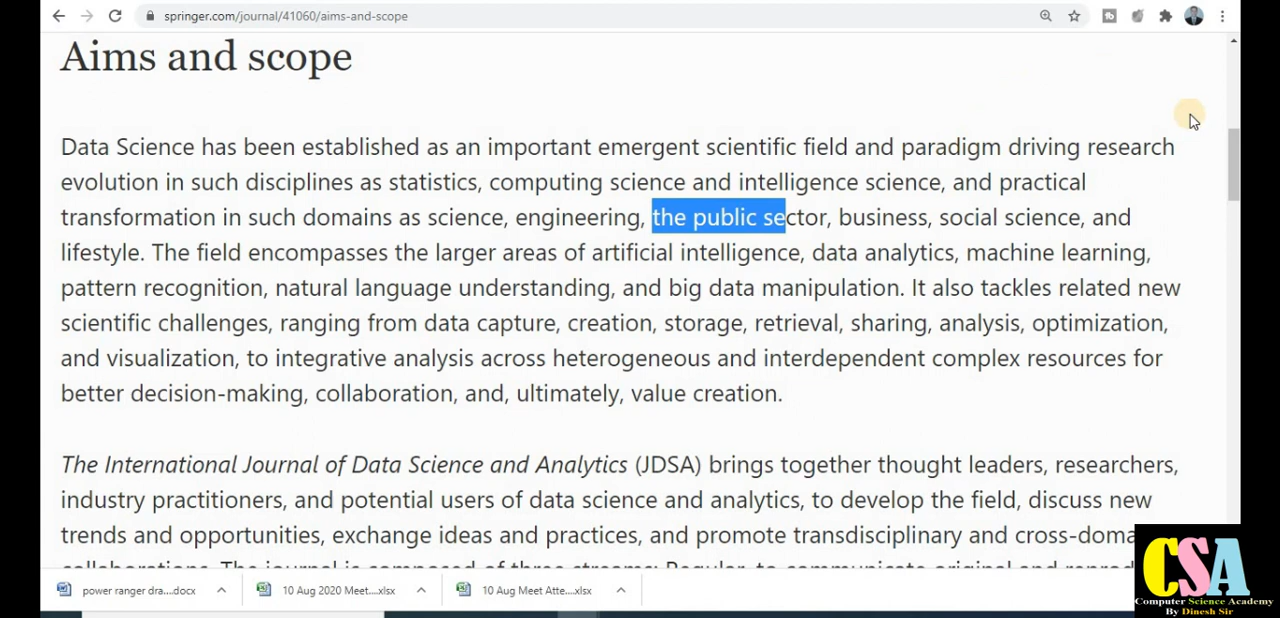 springer.com/journal/41060/aims-and-scope
Aims and scope
Data Science has been established as an important emergent scientific field and paradigm driving research
evolution in such disciplines as statistics, computing science and intelligence science, and practical
transformation in such domains as science, engineering, the public sector, business, social science, and
lifestyle. The field encompasses the larger areas of artificial intelligence, data analytics, machine learning,
pattern recognition, natural language understanding, and big data manipulation. It also tackles related new
scientific challenges, ranging from data capture, creation, storage, retrieval, sharing, analysis, optimization,
and visualization, to integrative analysis across heterogeneous and interdependent complex resources for
better decision-making, collaboration, and, ultimately, value creation.
The International Journal of Data Science and Analytics (JDSA) brings together thought leaders, researchers,
industry practitioners, and potential users of data science and analytics, to develop the field, discuss new
trends and opportunities, exchange ideas and practices, and promote transdisciplinary and cross-doma
power ranger dra....docx
10 Aug 2020 Meet....xlsx
10 Aug Meet Atte....xlsx
CSA
Computer Science Academy
By Dinesh Sir